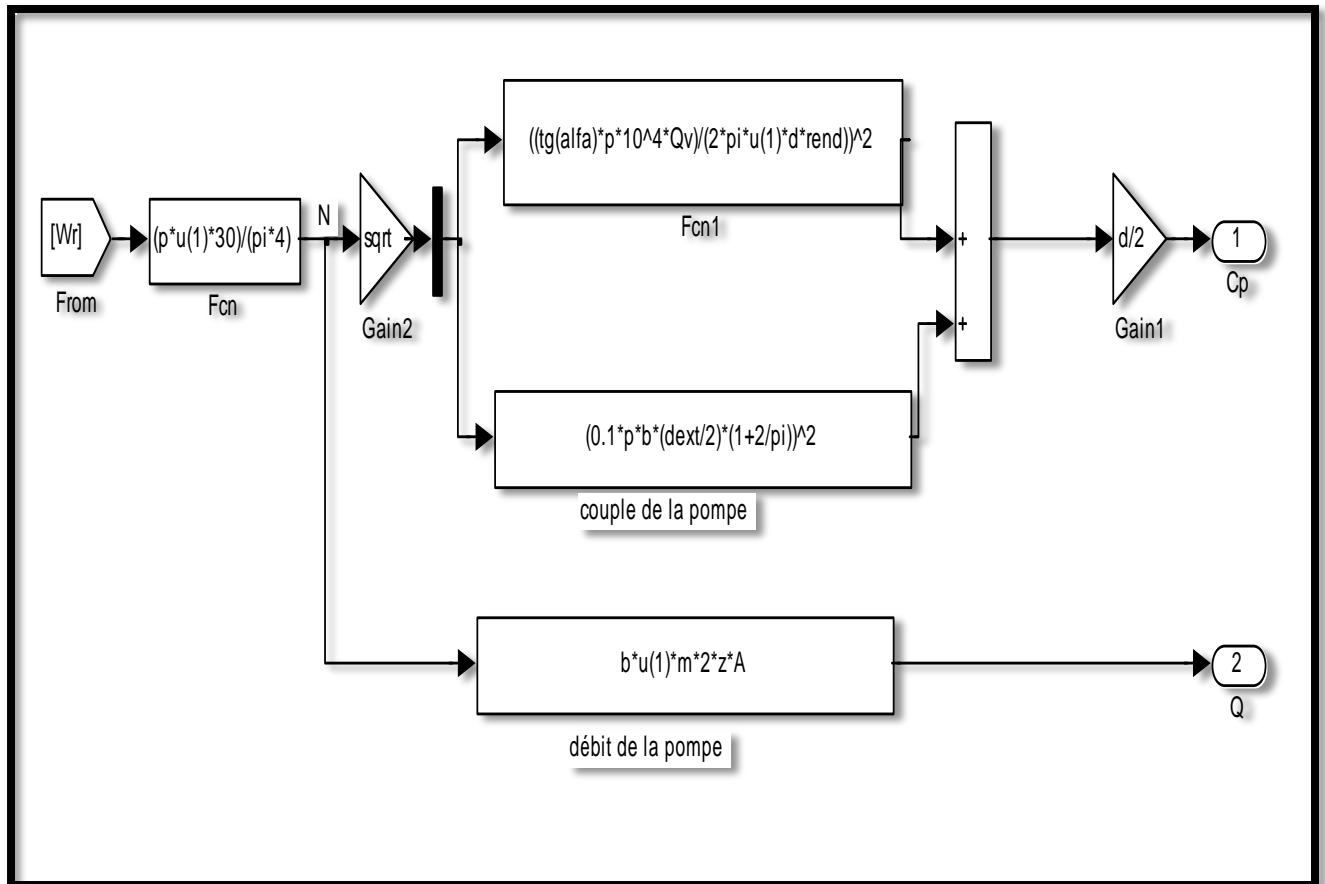 ((tg(alfa)*p*10^4*Qv)/(2*pi*u(1)*d*rend))^2
Fcn1
[Wr]
From
(p*u(1)*30)/(pi*4)
Fcn
N
sqrt
Gain2
+
+
d/2
Gain1
1
Cp
(0.1*p*b*(dext/2)*(1+2/pi))^2
couple de la pompe
b*u(1)*m*2*z*A
débit de la pompe
2
Q